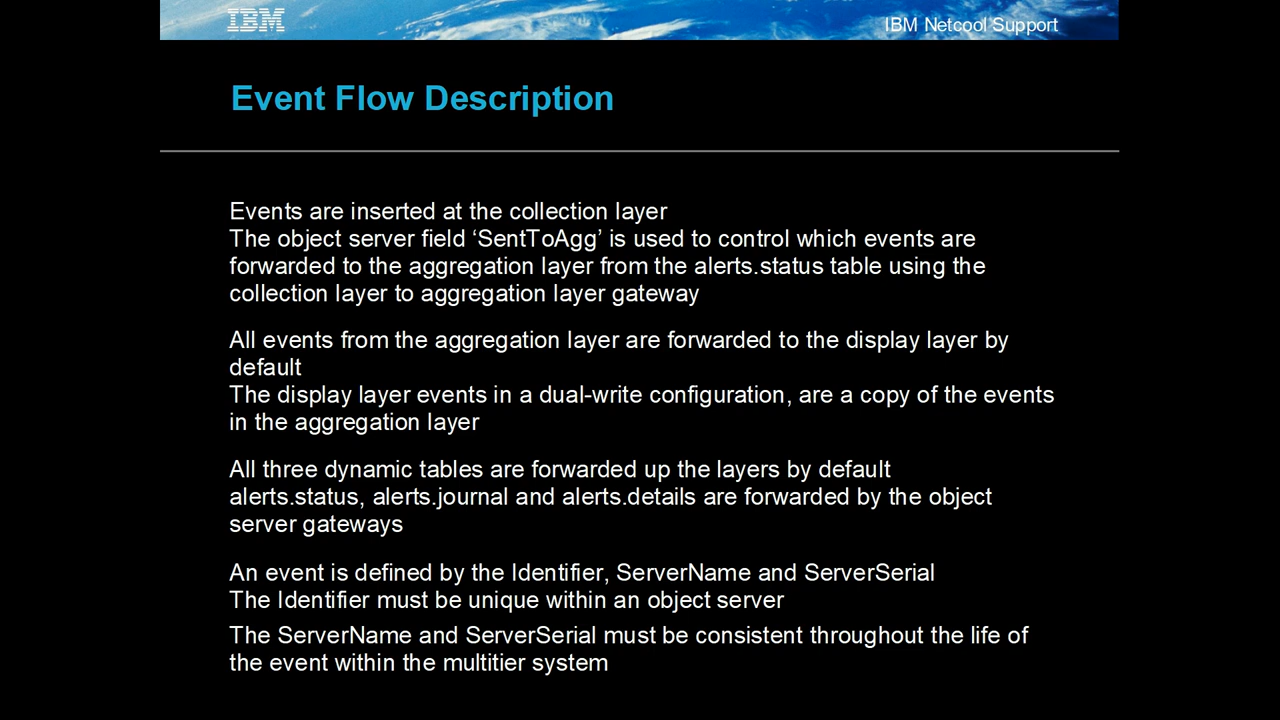 IBM
IBM Netcool Support
Event Flow Description
Events are inserted at the collection layer
The object server field ‘SentToAgg’ is used to control which events are
forwarded to the aggregation layer from the alerts.status table using the
collection layer to aggregation layer gateway
All events from the aggregation layer are forwarded to the display layer by
default
The display layer events in a dual-write configuration, are a copy of the events
in the aggregation layer
All three dynamic tables are forwarded up the layers by default
alerts.status, alerts.journal and alerts.details are forwarded by the object
server gateways
An event is defined by the Identifier, ServerName and ServerSerial
The Identifier must be unique within an object server
The ServerName and ServerSerial must be consistent throughout the life of
the event within the multitier system